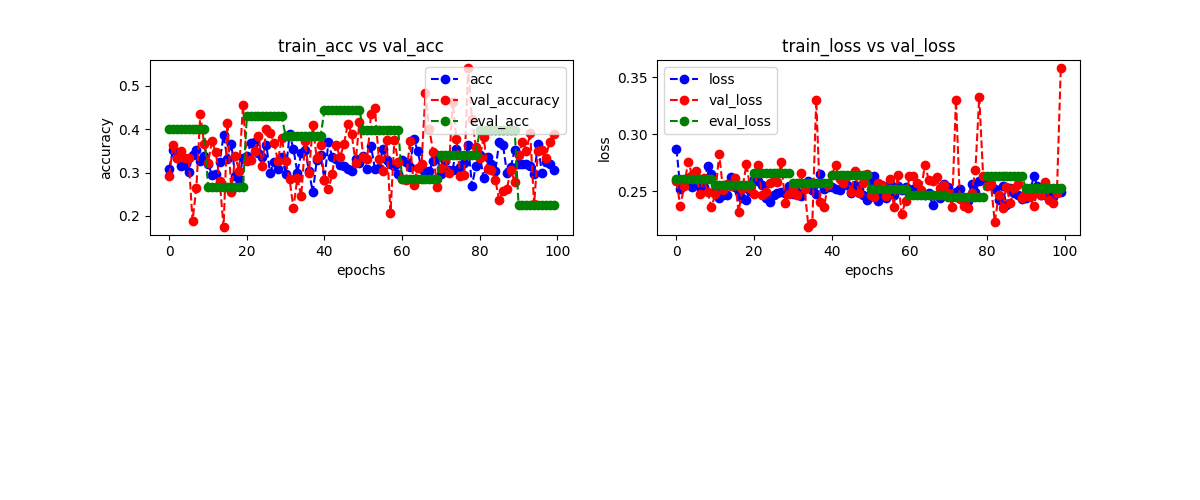 train_acc vs val_acc
0.5
0.4
0.3
0.2
accuracy
0
20
40
60
80
100
epochs
acc
val_accuracy
eval_acc
train_loss vs val_loss
0.35
0.30
0.25
loss
0
20
40
60
80
100
epochs
loss
val_loss
eval_loss